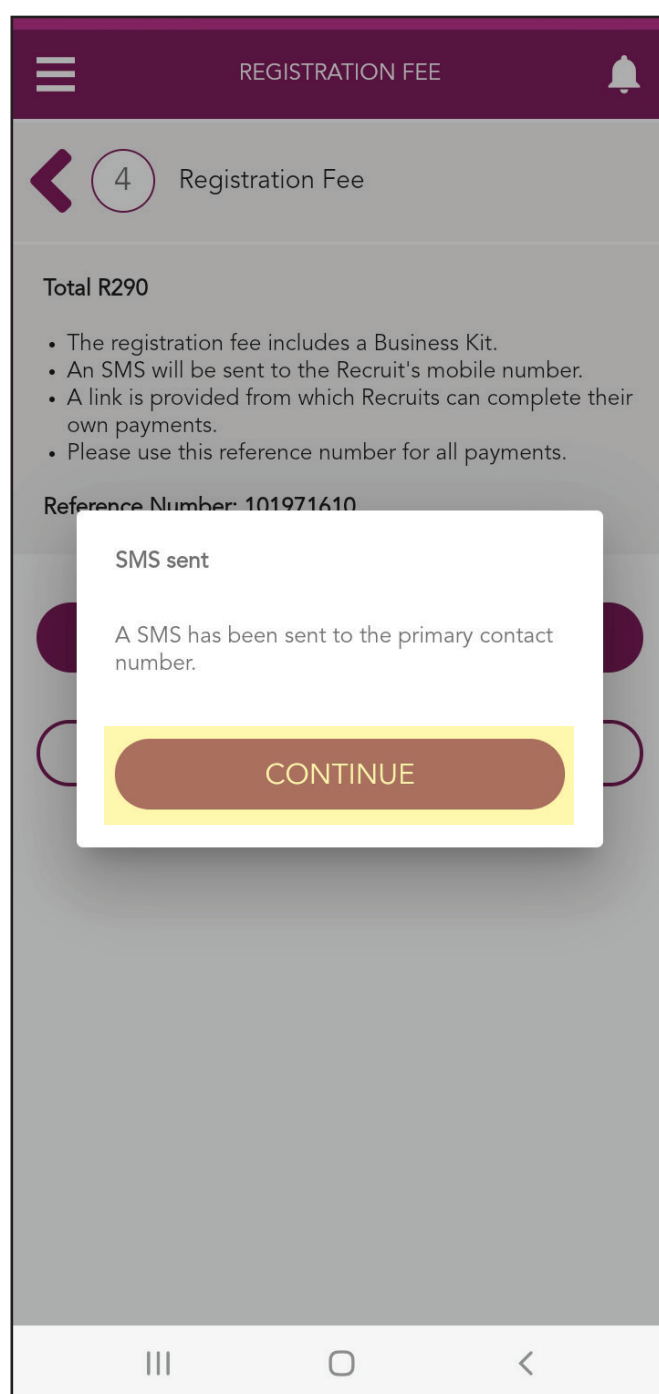 REGISTRATION FEE
4
Registration Fee
Total R290
• The registration fee includes a Business Kit.
• An SMS will be sent to the Recruit's mobile number.
• A link is provided from which Recruits can complete their
own payments.
• Please use this reference number for all payments.
Reference Number: 101971610
SMS sent
A SMS has been sent to the primary contact
number.
CONTINUE